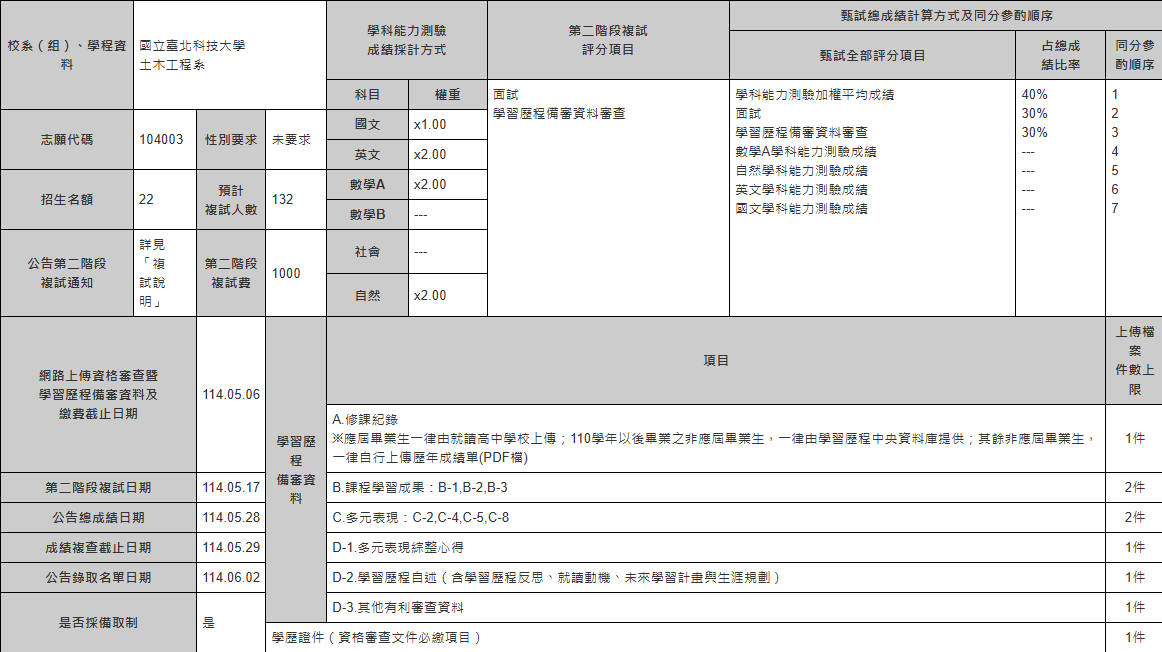 校系（組）、學程資
料
國立臺北科技大學
土木工程系
學科能力測驗
成績採計方式
第二階段複試
評分項目
甄試總成績計算方式及同分參酌順序
甄試全部評分項目
占總成
績比率
同分參
酌順序
科目
權重
面試
學習歷程備審資料審查
學科能力測驗加權平均成績
40%
1
面試
30%
2
學習歷程備審資料審查
30%
3
數學A學科能力測驗成績
---
4
自然學科能力測驗成績
---
5
英文學科能力測驗成績
---
6
國文學科能力測驗成績
---
7
志願代碼
104003
性別要求
未要求
國文
x1.00
英文
x2.00
招生名額
22
預計
複試人數
132
數學A
x2.00
數學B
---
公告第二階段
複試通知
詳見
「複
試說
明」
第二階段
複試費
1000
社會
---
自然
x2.00
網路上傳資格審查暨
學習歷程備審資料及
繳費截止日期
114.05.06
學習歷
程
備審資
料
項目
上傳檔
案
件數上
限
A.修課紀錄
※應屆畢業生一律由就讀高中學校上傳；110學年以後畢業之非應屆畢業生，一律由學習歷程中央資料庫提供；其餘非應屆畢業生，
一律自行上傳歷年成績單(PDF檔)
1件
第二階段複試日期
114.05.17
B.課程學習成果：B-1,B-2,B-3
2件
公告總成績日期
114.05.28
C.多元表現：C-2,C-4,C-5,C-8
2件
成績複查截止日期
114.05.29
D-1.多元表現綜整心得
1件
公告錄取名單日期
114.06.02
D-2.學習歷程自述（含學習歷程反思、就讀動機、未來學習計畫與生涯規劃）
1件
是否採備取制
是
D-3.其他有利審查資料
1件
學歷證件（資格審查文件必繳項目）
1件